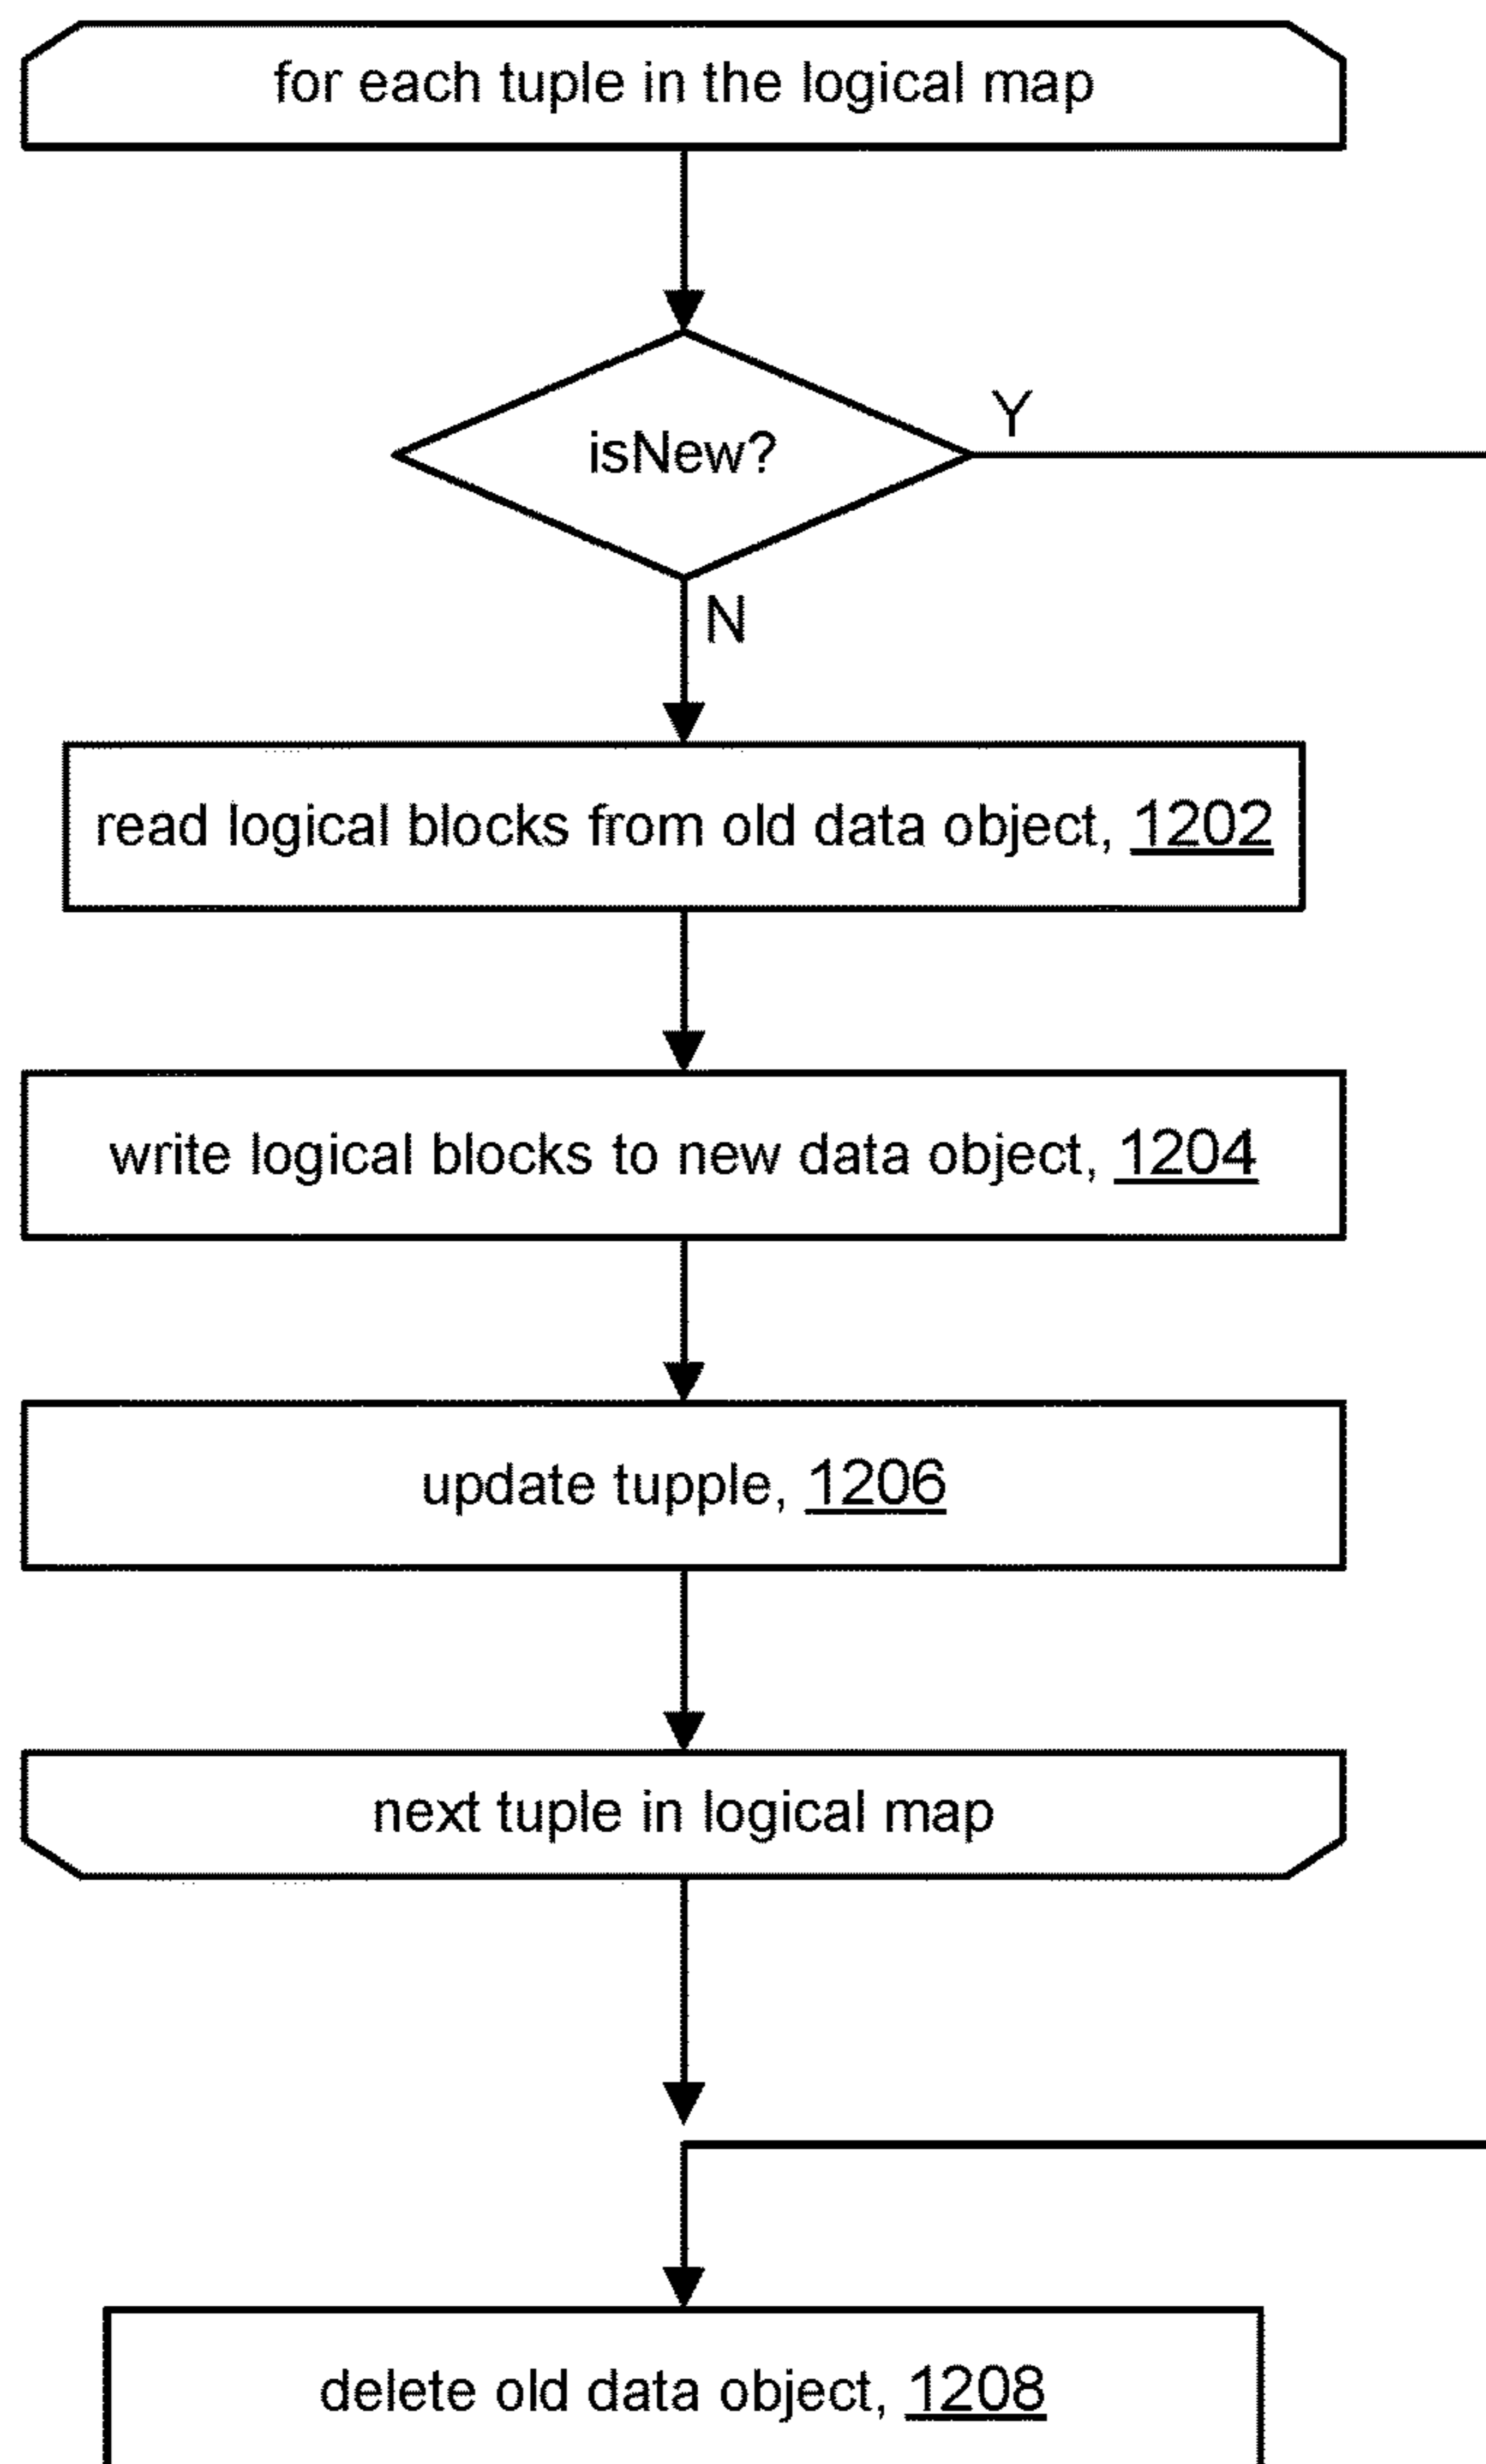 for each tuple in the logical map
isNew?
Y
N
read logical blocks from old data object, 1202
write logical blocks to new data object, 1204
update tupple, 1206
next tuple in logical map
delete old data object, 1208